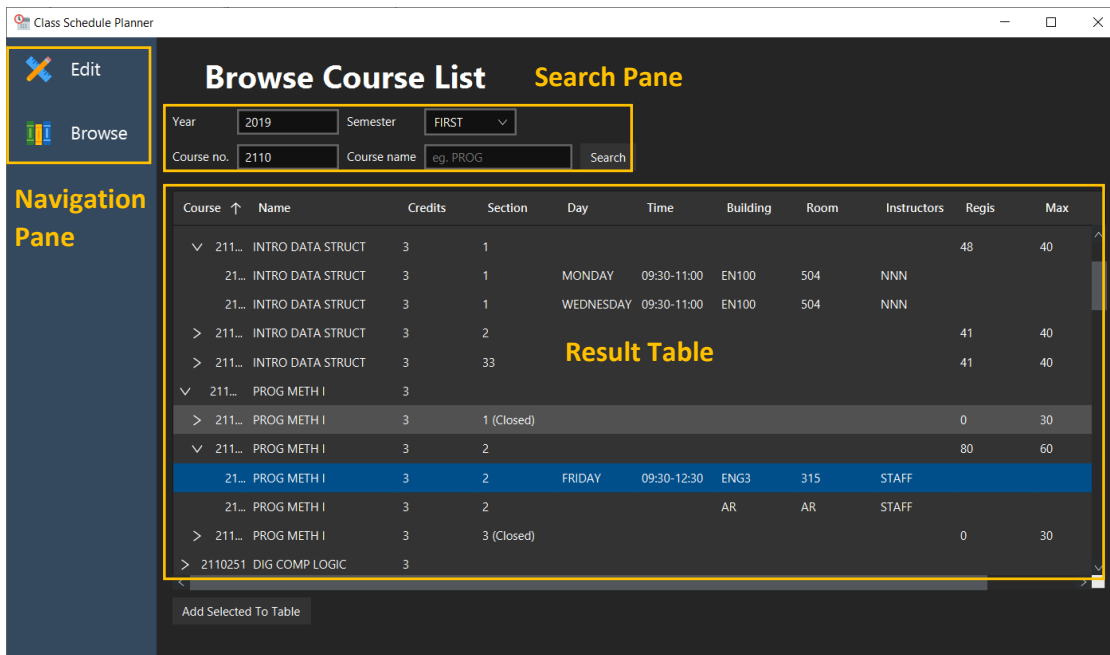 Class Schedule Planner
Edit
Browse
Navigation
Pane
Browse Course List
Search Pane
Year 2019 Semester FIRST
Course no. 2110 Course name eg. PROG Search
Course Name Credits Section Day Time Building Room Instructors Regis Max
211... INTRO DATA STRUCT 3 1 48 40
21... INTRO DATA STRUCT 3 1 MONDAY 09:30-11:00 EN100 504 NNN
21... INTRO DATA STRUCT 3 1 WEDNESDAY 09:30-11:00 EN100 504 NNN
211... INTRO DATA STRUCT 3 2 41 40
Result Table
211... INTRO DATA STRUCT 3 33 41 40
211... PROG METH I 3
211... PROG METH I 3 1 (Closed) 0 30
211... PROG METH I 3 2 80 60
21... PROG METH I 3 2 FRIDAY 09:30-12:30 ENG3 315 STAFF
21... PROG METH I 3 2 AR AR STAFF
211... PROG METH I 3 3 (Closed) 0 30
2110251 DIG COMP LOGIC 3
Add Selected To Table